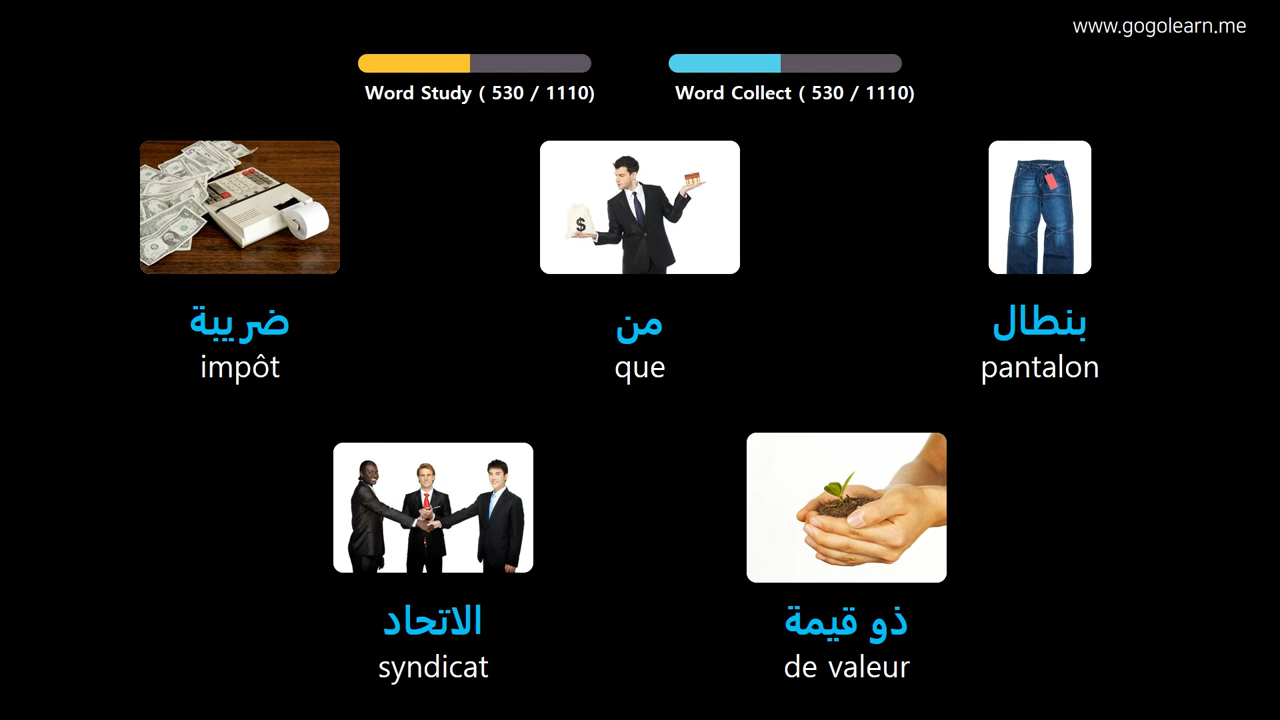 www.gogolearn.me
Word Study ( 530 / 1110)
Word Collect ( 530 / 1110)
$
ضريبة
impôt
من
que
بنطال
pantalon
الاتحاد
syndicat
ذو قيمة
de valeur